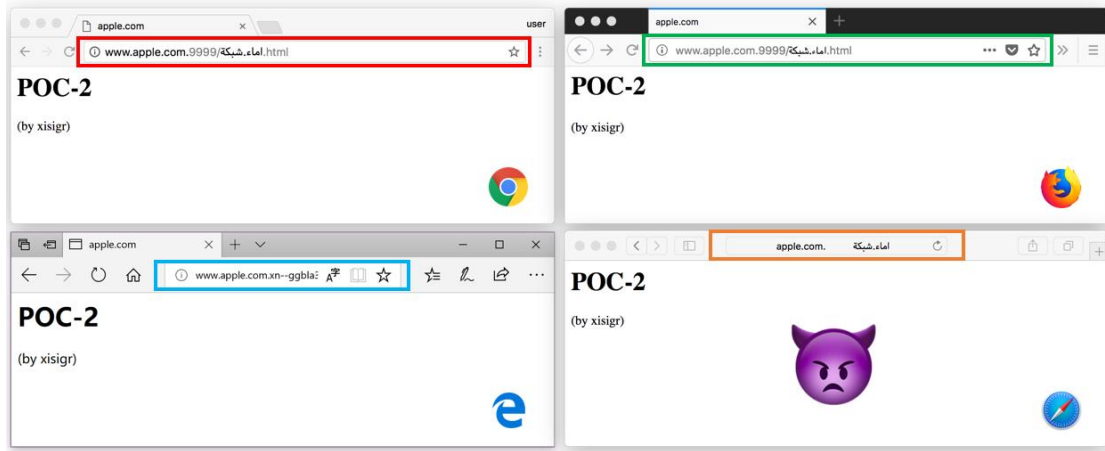 apple.com
user
www.apple.com.اماء.شبكة/9999.html
POC-2
(by xisigr)
apple.com
www.apple.com.اماء.شبكة/9999.html
POC-2
(by xisigr)
apple.com
www.apple.com.xn--ggbla3
POC-2
(by xisigr)
apple.com. اماء.شبكة
POC-2
(by xisigr)